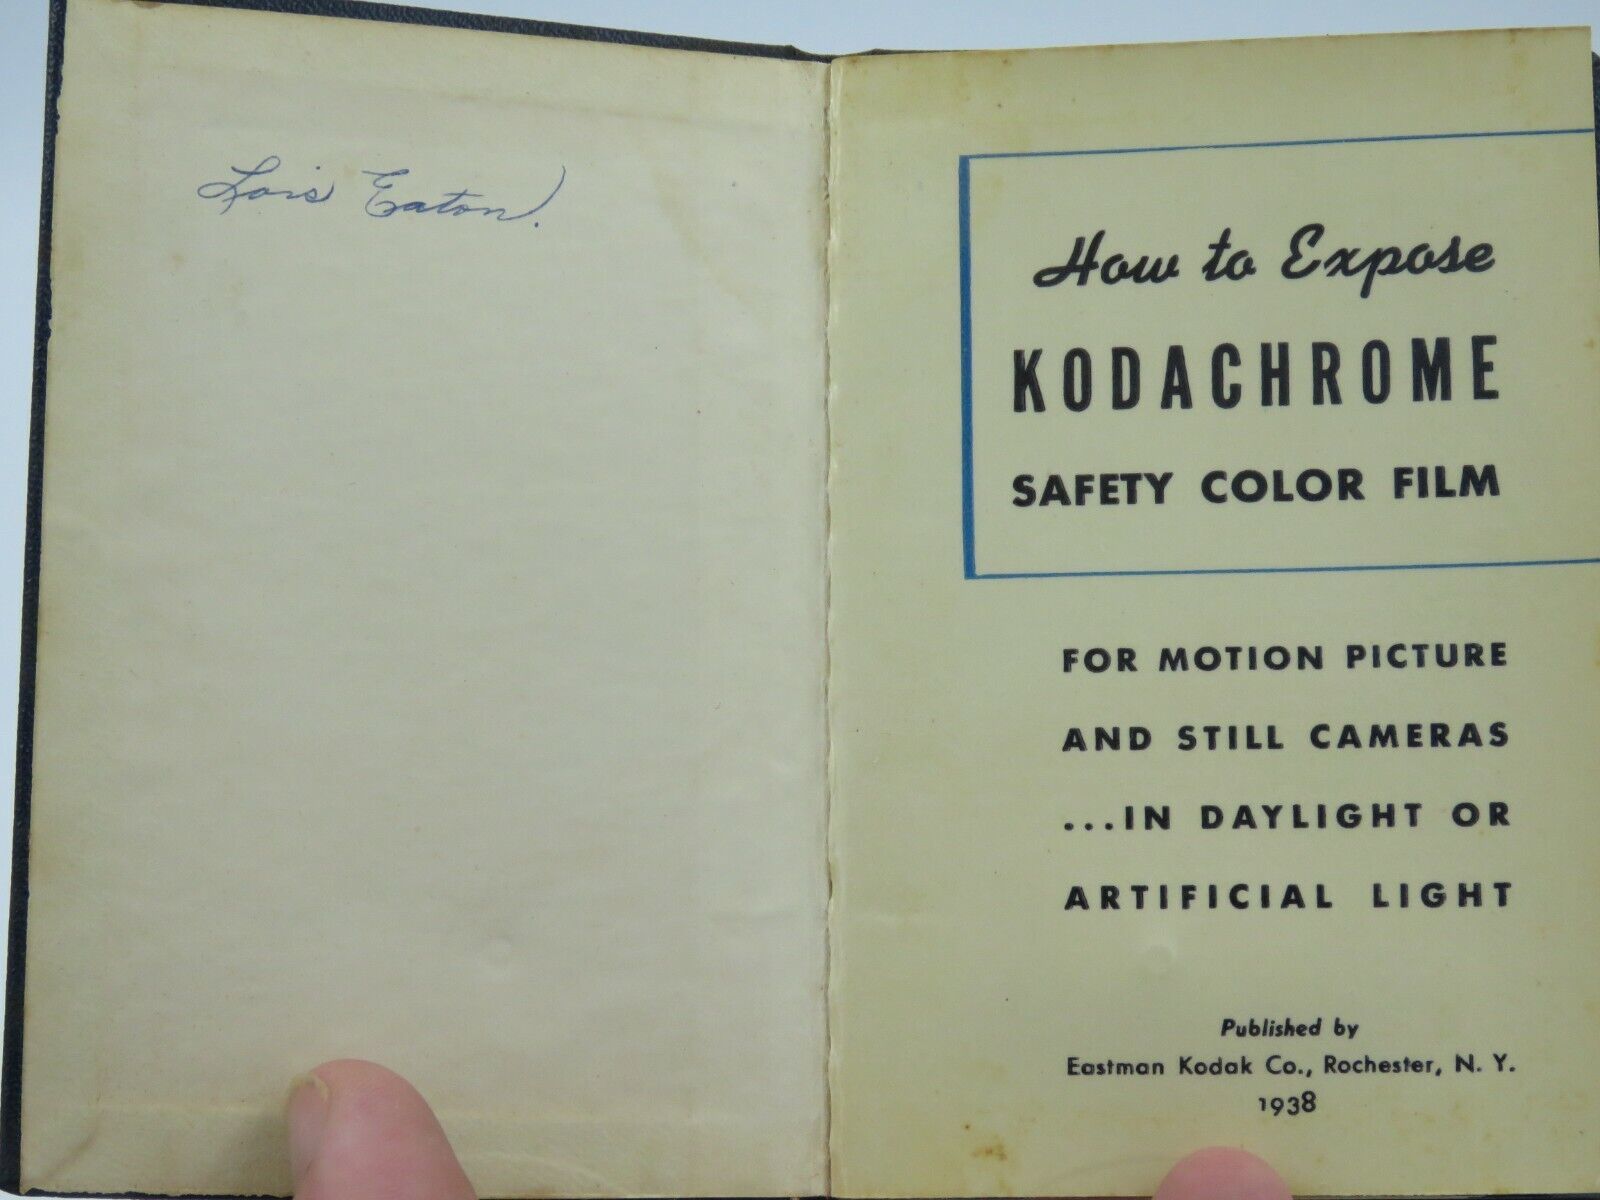 Lois Eaton.
How to Expose
KODACHROME
SAFETY COLOR FILM
FOR MOTION PICTURE
AND STILL CAMERAS
...IN DAYLIGHT OR
ARTIFICIAL LIGHT
Published by
Eastman Kodak Co., Rochester, N. Y.
1938